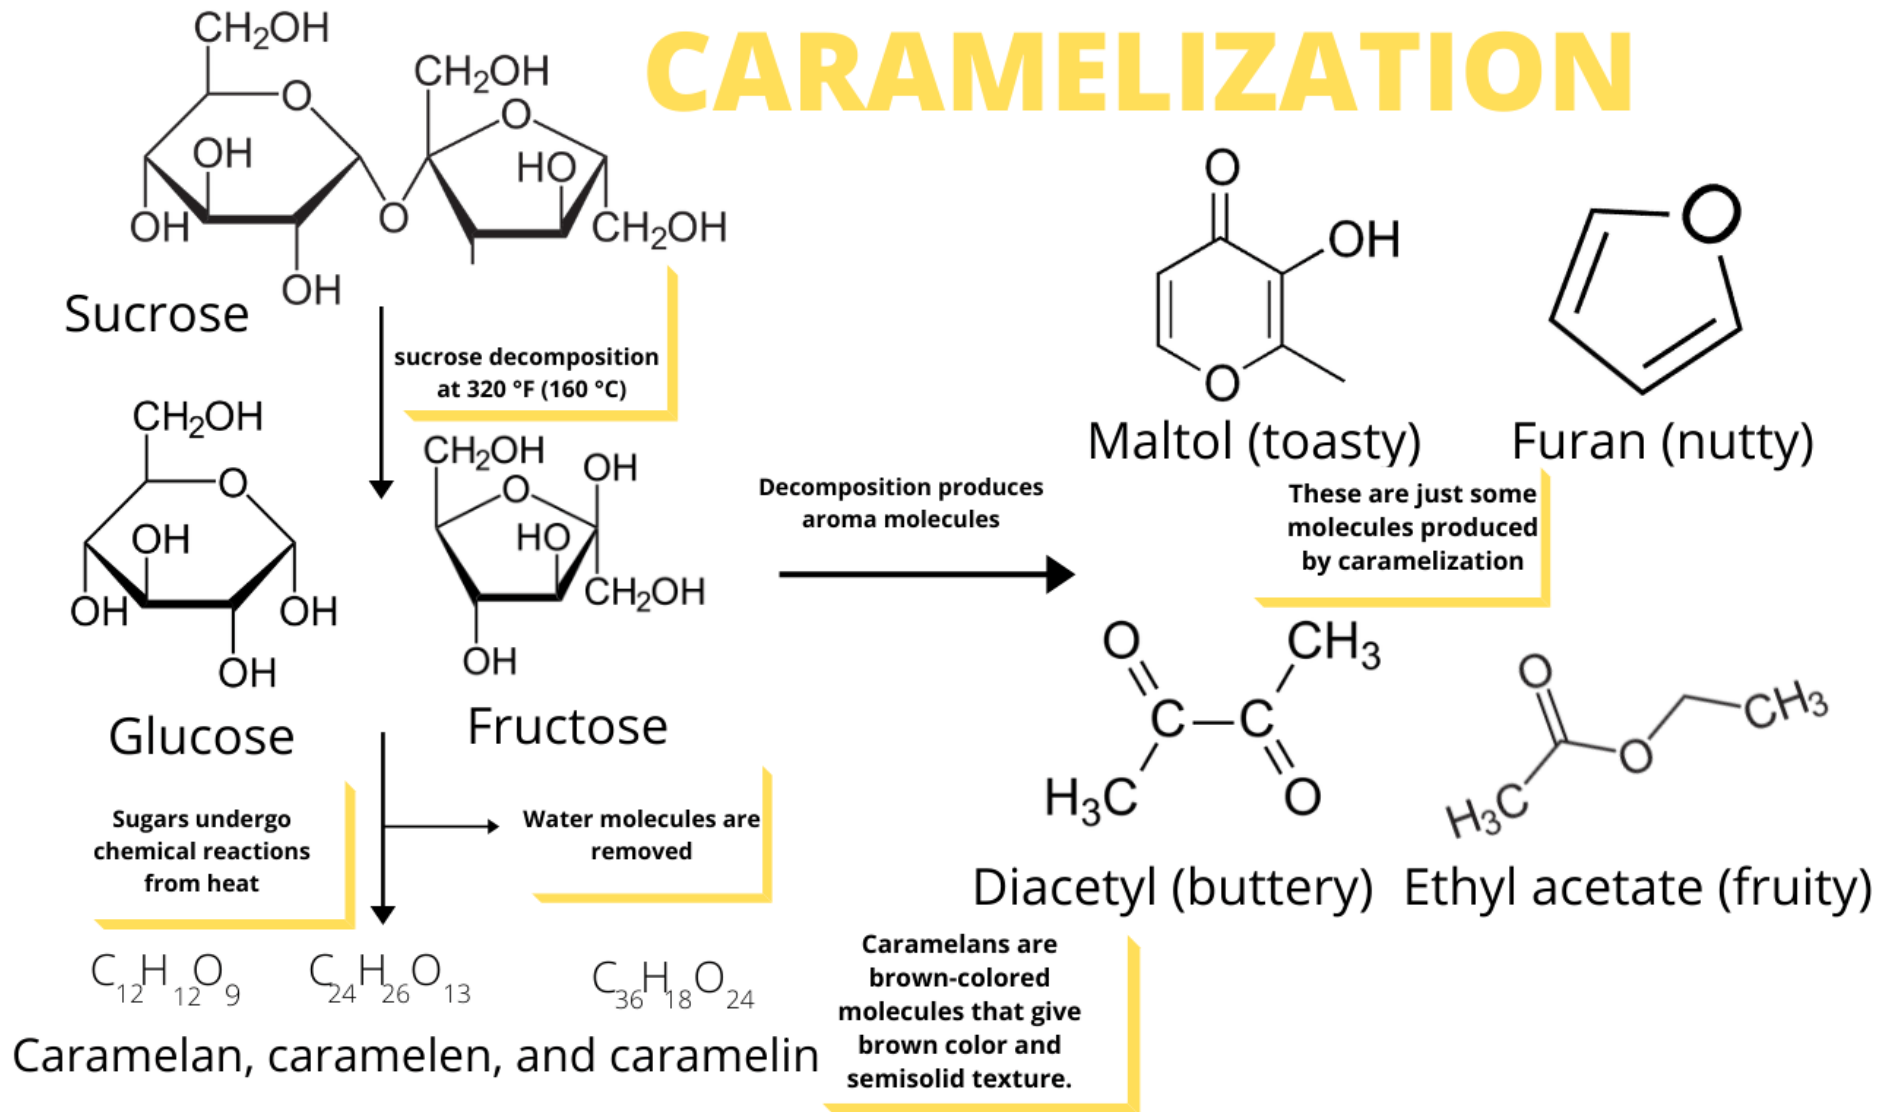 CARAMELIZATION
CH₂OH
O
OH
OH
OH
O
CH₂OH
O
HO
CH₂OH
Sucrose
sucrose decomposition
at 320 °F (160 °C)
CH₂OH
O
OH
OH
OH
OH
Glucose
CH₂OH
OH
O
HO
CH₂OH
OH
Fructose
Decomposition produces
aroma molecules
O
OH
O
Maltol (toasty)
O
Furan (nutty)
These are just some
molecules produced
by caramelization
O
CH₃
C
C
H₃C
O
Diacetyl (buttery)
O
O
CH₃
H₃C
Ethyl acetate (fruity)
Sugars undergo
chemical reactions
from heat
Water molecules are
removed
C₁₂H₁₂O₉
C₂₄H₂₆O₁₃
C₃₆H₁₈O₂₄
Caramelan, caramelen, and caramelin
Caramelans are
brown-colored
molecules that give
brown color and
semisolid texture.